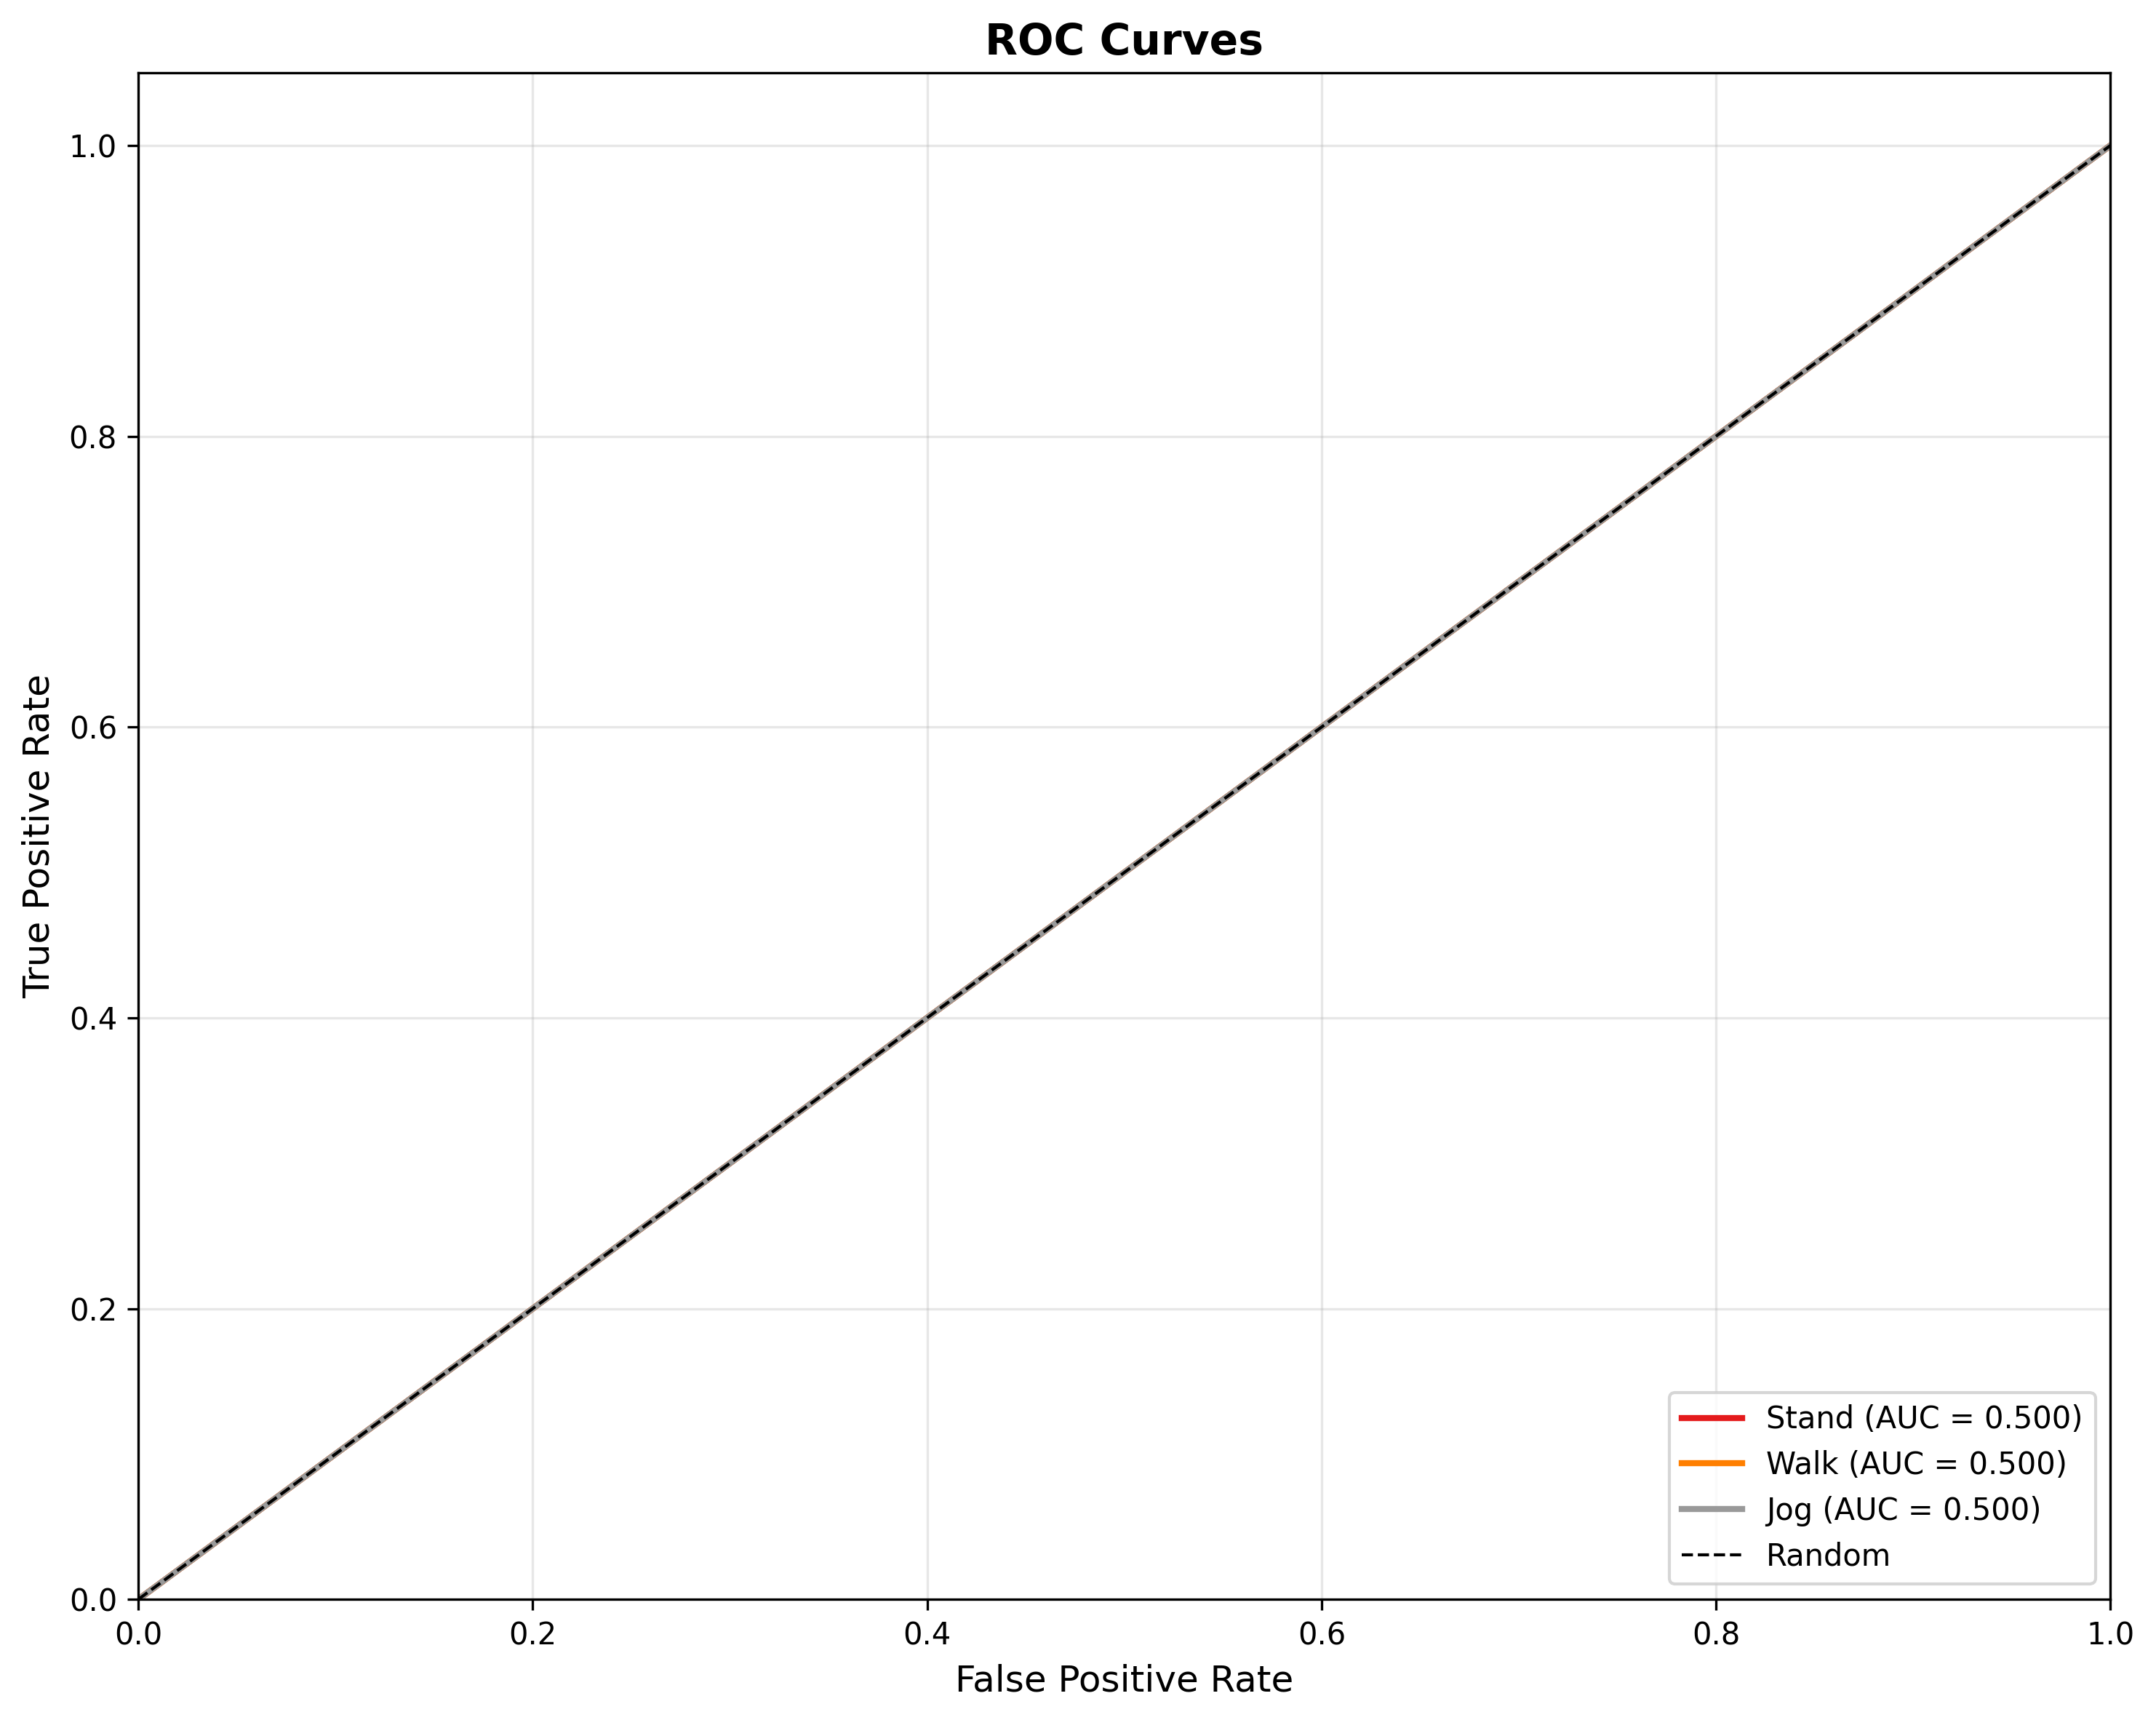 ROC Curves
True Positive Rate
1.0
0.8
0.6
0.4
0.2
0.0
0.0 0.2 0.4 0.6 0.8 1.0
False Positive Rate
Stand (AUC = 0.500)
Walk (AUC = 0.500)
Jog (AUC = 0.500)
Random